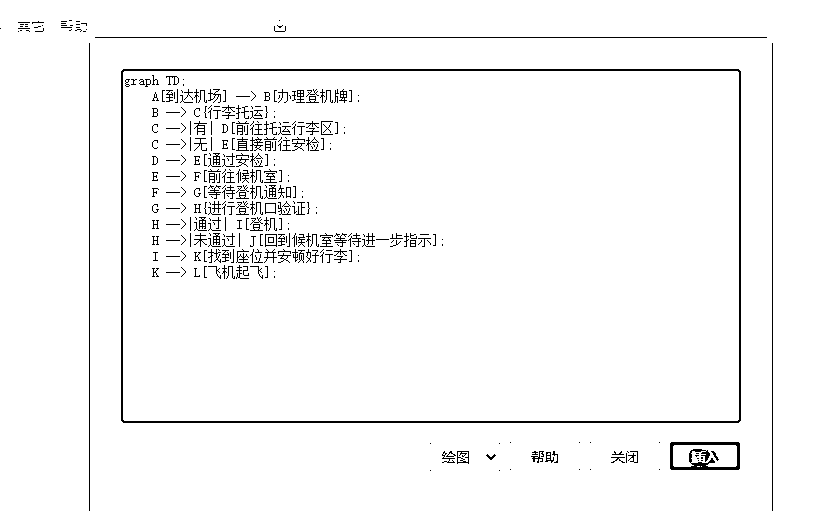 其它 帮助
graph TD;
A[到达机场] —> B[办理登机牌];
B —> C{行李托运};
C —>|有| D[前往托运行李区];
C —>|无| E[直接前往安检];
D —> E[通过安检];
E —> F[前往候机室];
F —> G[等待登机通知];
G —> H{进行登机口验证};
H —>|通过| I[登机];
H —>|未通过| J[回到候机室等待进一步指示];
I —> K[找到座位并安顿好行李];
K —> L[飞机起飞];
绘图 帮助 关闭 插入